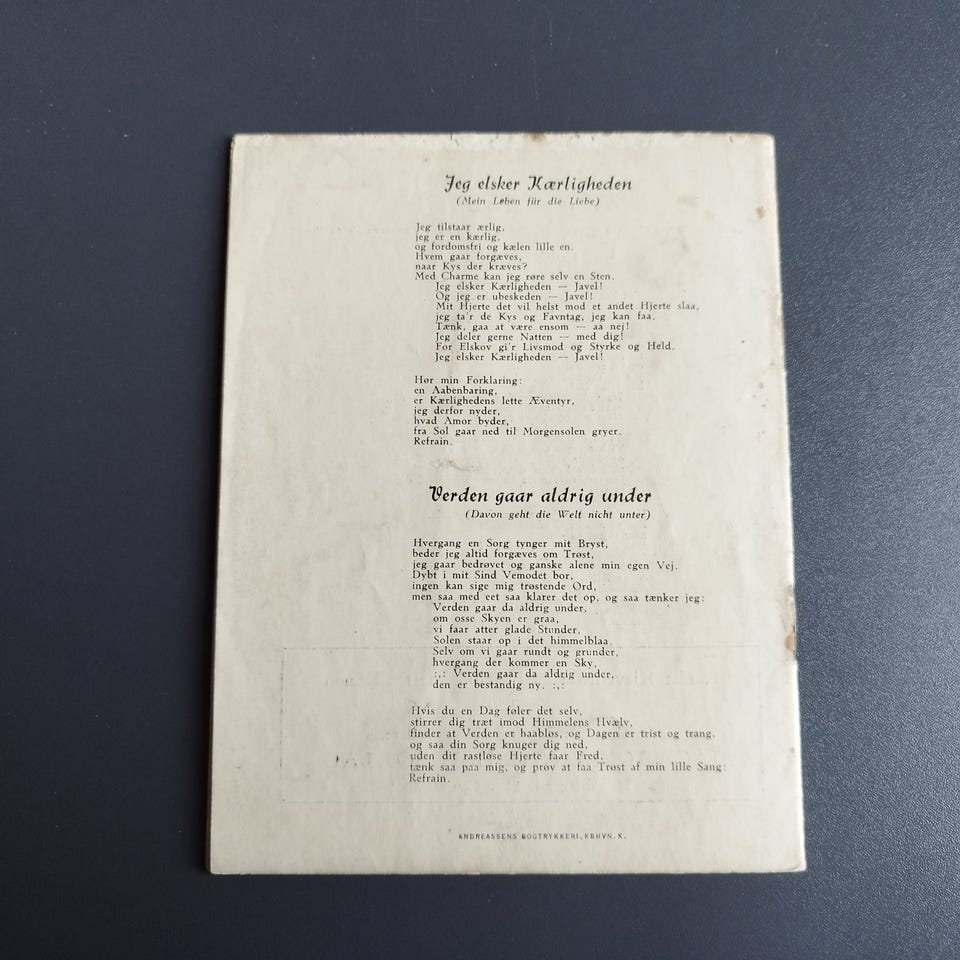 Jeg elsker Kærligheden
(Mein Leben für die Liebe)
Jeg tilstaar ærlig,
jeg er en kærlig,
og fordomsfri og kælen lille en.
Hvem gaar forgæves,
naar Kys der kræves?
Med Charme kan jeg røre selv en Sten.
Jeg elsker Kærligheden — Javel!
Og jeg er ubeskeden — Javel!
Mit Hjerte det vil helst mod et andet Hjerte slaa,
jeg ta'r de Kys og Favntag, jeg kan faa.
Tænk, gaa at være ensom — aa nej!
Jeg deler gerne Natten — med dig!
For Elskov gi'r Livsmod og Styrke og Held.
Jeg elsker Kærligheden — Javel!
Hør min Forklaring:
en Aabenbaring,
er Kærlighedens lette Æventyr,
jeg derfor nyder,
hvad Amor byder,
fra Sol gaar ned til Morgensolen gryer.
Refrain.
Verden gaar aldrig under
(Davon geht die Welt nicht unter)
Hvergang en Sorg tynger mit Bryst,
beder jeg altid forgæves om Trøst,
jeg gaar bedrøvet og ganske alene min egen Vej.
Dybt i mit Sind Vemodet bor,
ingen kan sige mig trøstende Ord,
men saa med eet saa klarer det op, og saa tænker jeg:
Verden gaar da aldrig under,
om osse Skyen er graa,
vi faar atter glade Stunder,
Solen staar op i det himmelblaa.
Selv om vi gaar rundt og grunder,
hvergang der kommer en Sky,
:,: Verden gaar da aldrig under,
den er bestandig ny. :,:
Hvis du en Dag føler det selv,
stirrer dig træt imod Himmelens Hvælv,
finder at Verden er haabløs, og Dagen er trist og trang,
og saa din Sorg knuger dig ned,
uden dit rastløse Hjerte faar Fred,
tænk saa paa mig, og prøv at faa Trøst af min lille Sang:
Refrain.
ANDREASSENS BOGTRYKKERI, KBHVN. K.